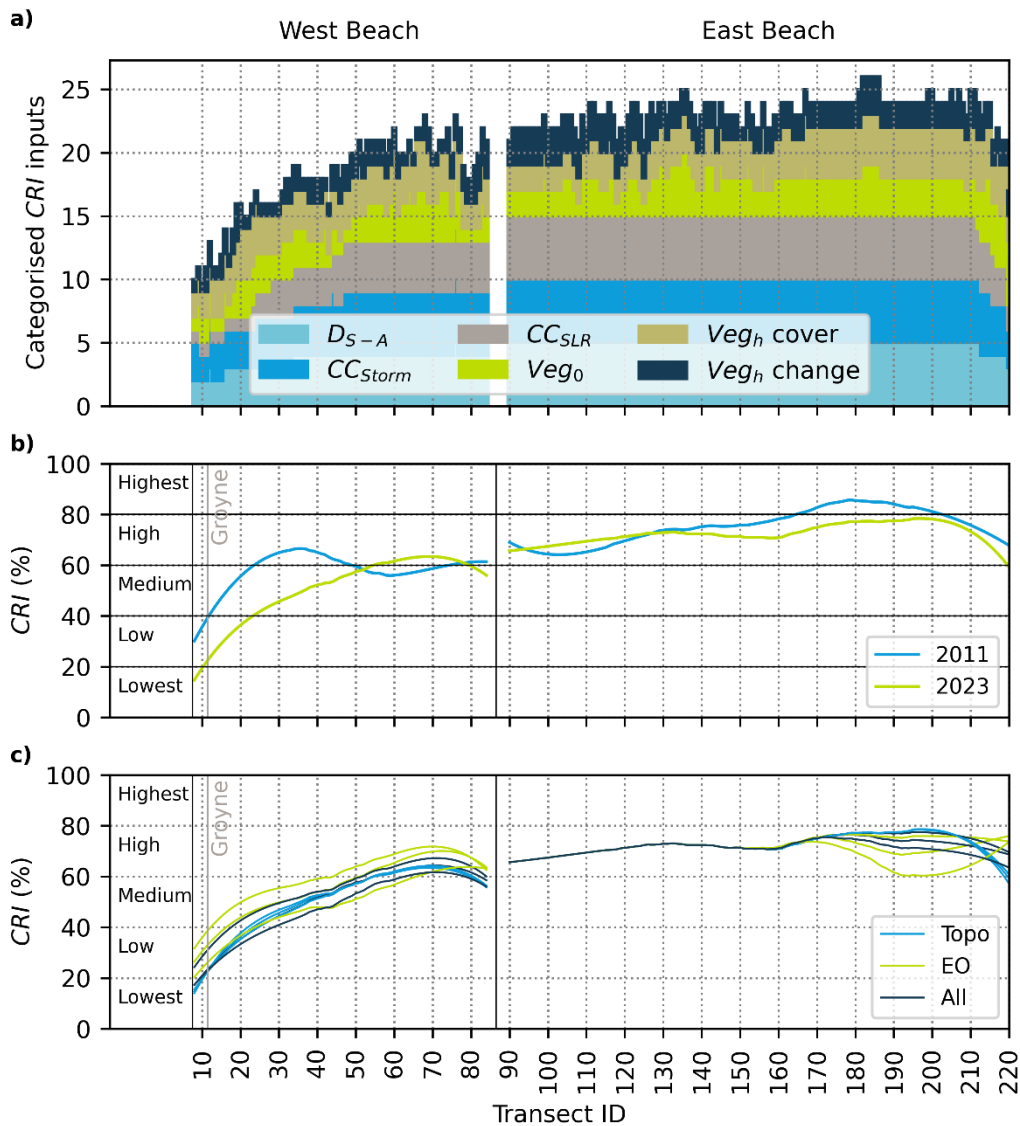 a)
West Beach East Beach
Categorised CRI inputs
25
20
15
10
5
0
D_{S-A} CC_{SLR} Veg_h cover
CC_{Storm} Veg_0 Veg_h change
b)
CRI (%)
100
80
60
40
20
0
Highest
High
Medium
Low
Lowest
Groyne
2011
2023
c)
CRI (%)
100
80
60
40
20
0
Highest
High
Medium
Low
Lowest
Groyne
Topo
EO
All
10 20 30 40 50 60 70 80 90 100 110 120 130 140 150 160 170 180 190 200 210 220
Transect ID